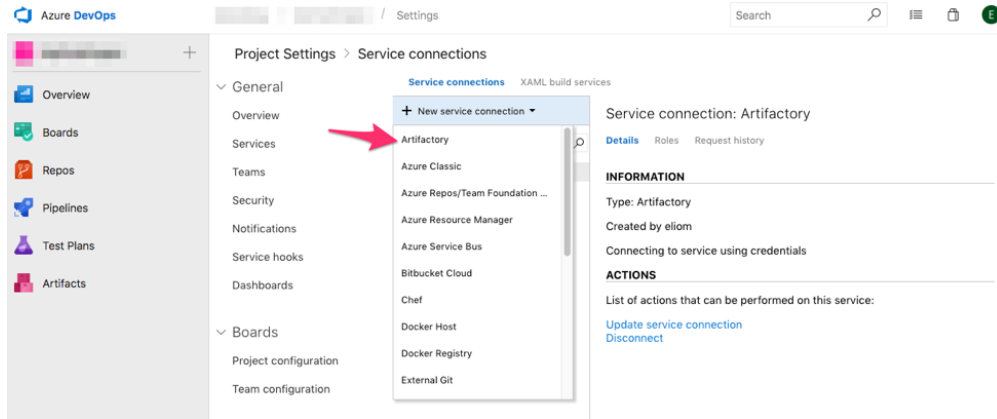 Azure DevOps
/ Settings
Search
E
Project Settings > Service connections
Overview
Boards
Repos
Pipelines
Test Plans
Artifacts
General
Overview
Services
Teams
Security
Notifications
Service hooks
Dashboards
Boards
Project configuration
Team configuration
Service connections XAML build services
+ New service connection
Artifactory
Azure Classic
Azure Repos/Team Foundation ...
Azure Resource Manager
Azure Service Bus
Bitbucket Cloud
Chef
Docker Host
Docker Registry
External Git
Service connection: Artifactory
Details Roles Request history
INFORMATION
Type: Artifactory
Created by eliom
Connecting to service using credentials
ACTIONS
List of actions that can be performed on this service:
Update service connection
Disconnect